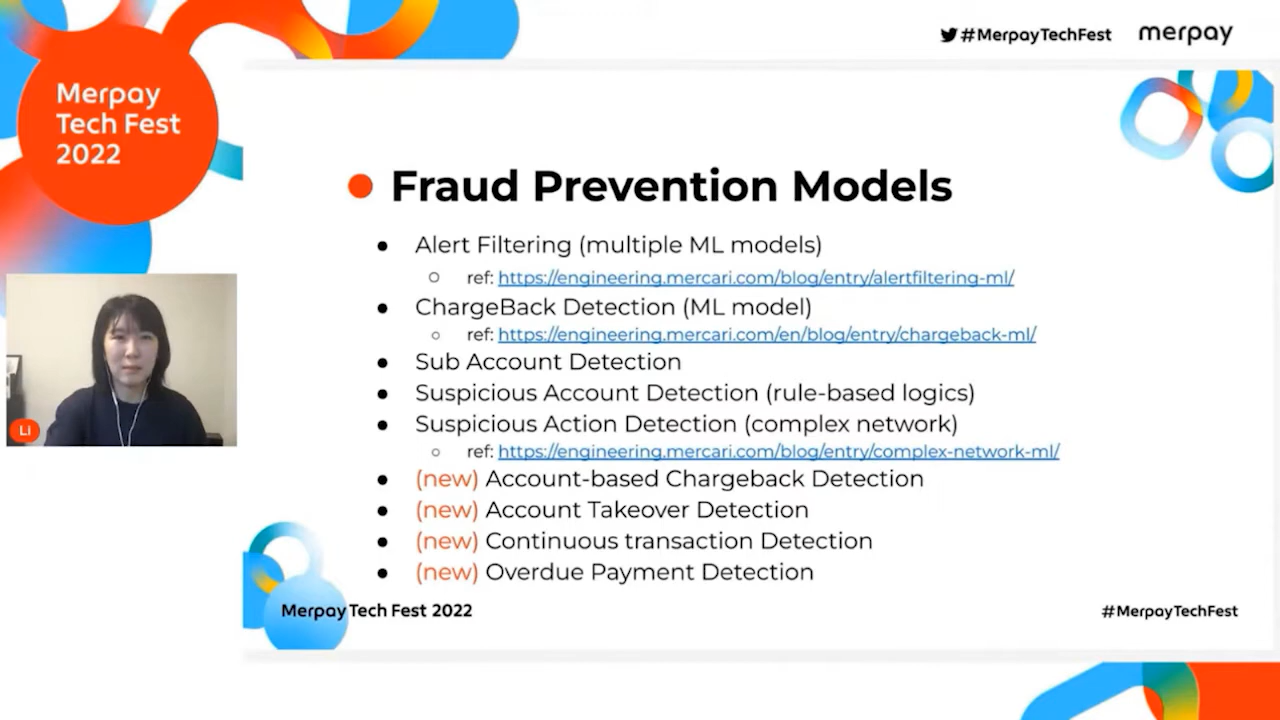 #MerpayTechFest
merpay
Merpay
Tech Fest
2022
Fraud Prevention Models
Alert Filtering (multiple ML models)
ref: https://engineering.mercari.com/blog/entry/alertfiltering-ml/
ChargeBack Detection (ML model)
ref: https://engineering.mercari.com/en/blog/entry/chargeback-ml/
Sub Account Detection
Suspicious Account Detection (rule-based logics)
Suspicious Action Detection (complex network)
ref: https://engineering.mercari.com/blog/entry/complex-network-ml/
(new) Account-based Chargeback Detection
(new) Account Takeover Detection
(new) Continuous transaction Detection
(new) Overdue Payment Detection
LI
Merpay Tech Fest 2022
#MerpayTechFest